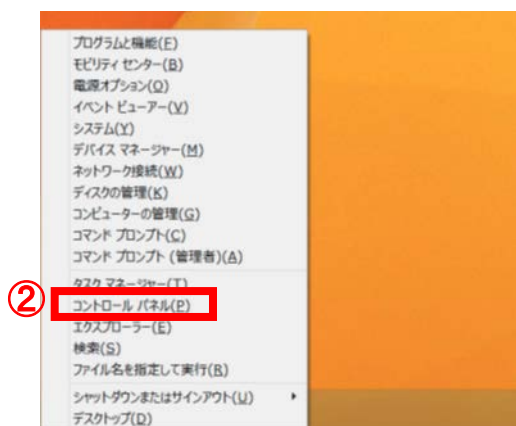 プログラムと機能(F)
モビリティ センター(B)
電源オプション(O)
イベント ビューアー(V)
システム(Y)
デバイス マネージャー(M)
ネットワーク接続(W)
ディスクの管理(K)
コンピューターの管理(G)
コマンド プロンプト(C)
コマンド プロンプト (管理者)(A)
タスク マネージャー(T)
② コントロール パネル(P)
エクスプローラー(E)
検索(S)
ファイル名を指定して実行(R)
シャットダウンまたはサインアウト(U)
デスクトップ(D)